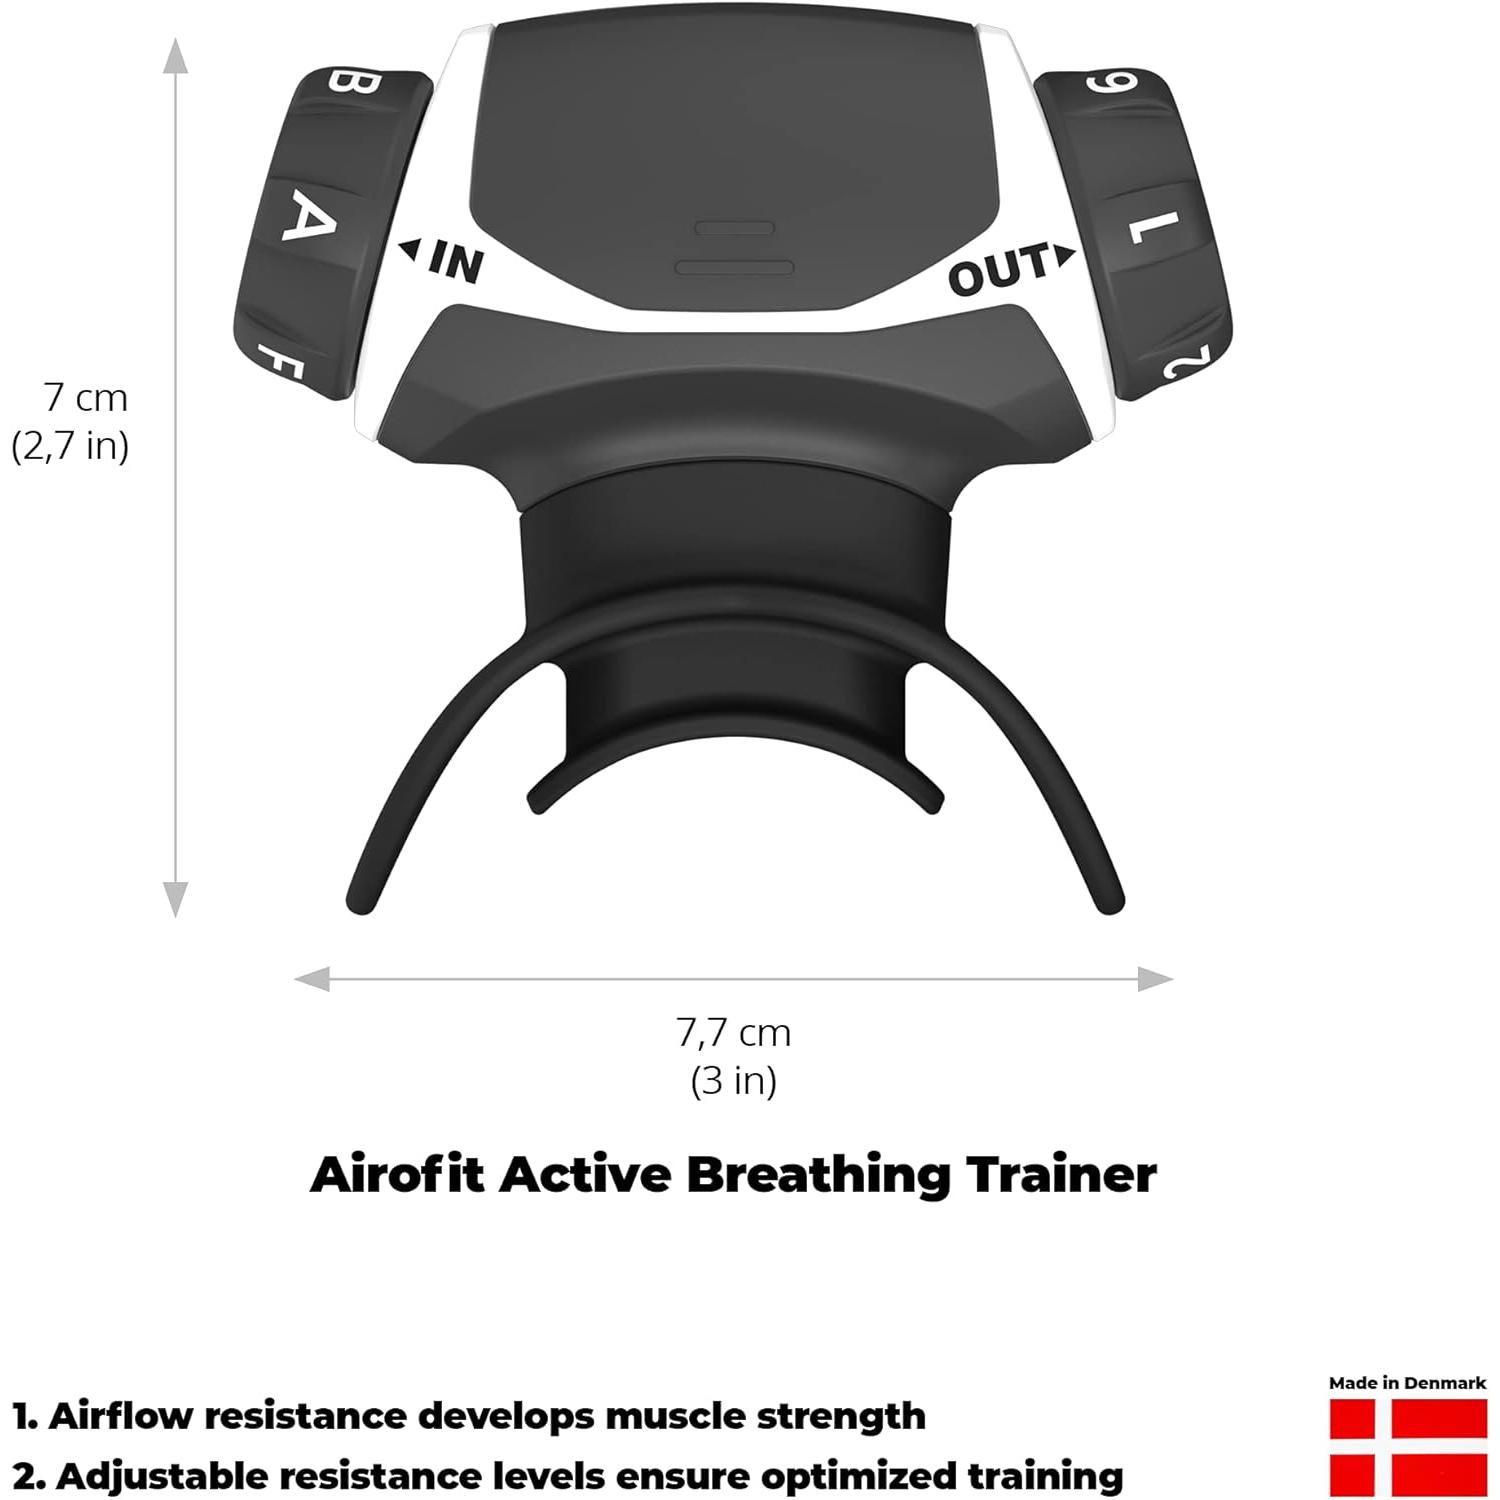 B
6
A
1
IN
OUT
F
2
7 cm
(2,7 in)
7,7 cm
(3 in)
Airofit Active Breathing Trainer
Made in Denmark
1. Airflow resistance develops muscle strength
2. Adjustable resistance levels ensure optimized training